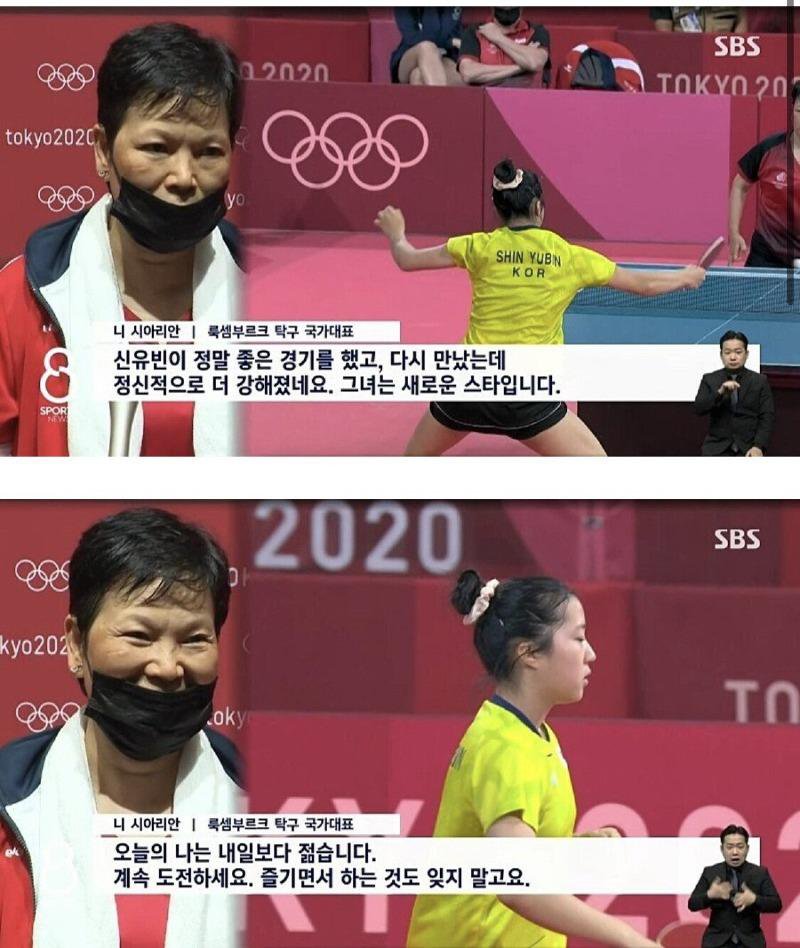 SBS
TOKYO 2020
tokyo2020
SHIN YUBIN
KOR
니 시아리안 | 룩셈부르크 탁구 국가대표
신유빈이 정말 좋은 경기를 했고, 다시 만났는데
정신적으로 더 강해졌네요. 그녀는 새로운 스타입니다.
8
SPORTS
NEWS
2020
SBS
니 시아리안 | 룩셈부르크 탁구 국가대표
오늘의 나는 내일보다 젊습니다.
계속 도전하세요. 즐기면서 하는 것도 잊지 말고요.
8